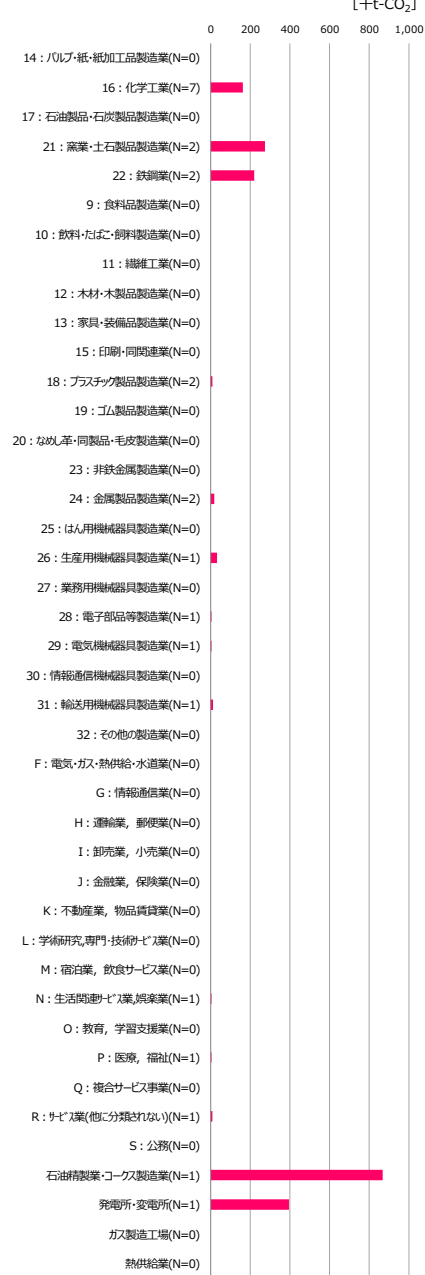 [千t-CO2]
0 200 400 600 800 1,000
14：パルプ・紙・紙加工品製造業(N=0)
16：化学工業(N=7)
17：石油製品・石炭製品製造業(N=0)
21：窯業・土石製品製造業(N=2)
22：鉄鋼業(N=2)
9：食料品製造業(N=0)
10：飲料・たばこ・飼料製造業(N=0)
11：繊維工業(N=0)
12：木材・木製品製造業(N=0)
13：家具・装備品製造業(N=0)
15：印刷・同関連業(N=0)
18：プラスチック製品製造業(N=2)
19：ゴム製品製造業(N=0)
20：なめし革・同製品・毛皮製造業(N=0)
23：非鉄金属製造業(N=0)
24：金属製品製造業(N=2)
25：はん用機械器具製造業(N=0)
26：生産用機械器具製造業(N=1)
27：業務用機械器具製造業(N=0)
28：電子部品等製造業(N=1)
29：電気機械器具製造業(N=1)
30：情報通信機械器具製造業(N=0)
31：輸送用機械器具製造業(N=1)
32：その他の製造業(N=0)
F：電気・ガス・熱供給・水道業(N=0)
G：情報通信業(N=0)
H：運輸業，郵便業(N=0)
I：卸売業，小売業(N=0)
J：金融業，保険業(N=0)
K：不動産業，物品賃貸業(N=0)
L：学術研究,専門・技術ｻｰﾋﾞｽ業(N=0)
M：宿泊業，飲食サービス業(N=0)
N：生活関連ｻｰﾋﾞｽ業,娯楽業(N=1)
O：教育，学習支援業(N=0)
P：医療，福祉(N=1)
Q：複合サービス事業(N=0)
R：ｻｰﾋﾞｽ業(他に分類されない)(N=1)
S：公務(N=0)
石油精製業・コークス製造業(N=1)
発電所・変電所(N=1)
ガス製造工場(N=0)
熱供給業(N=0)